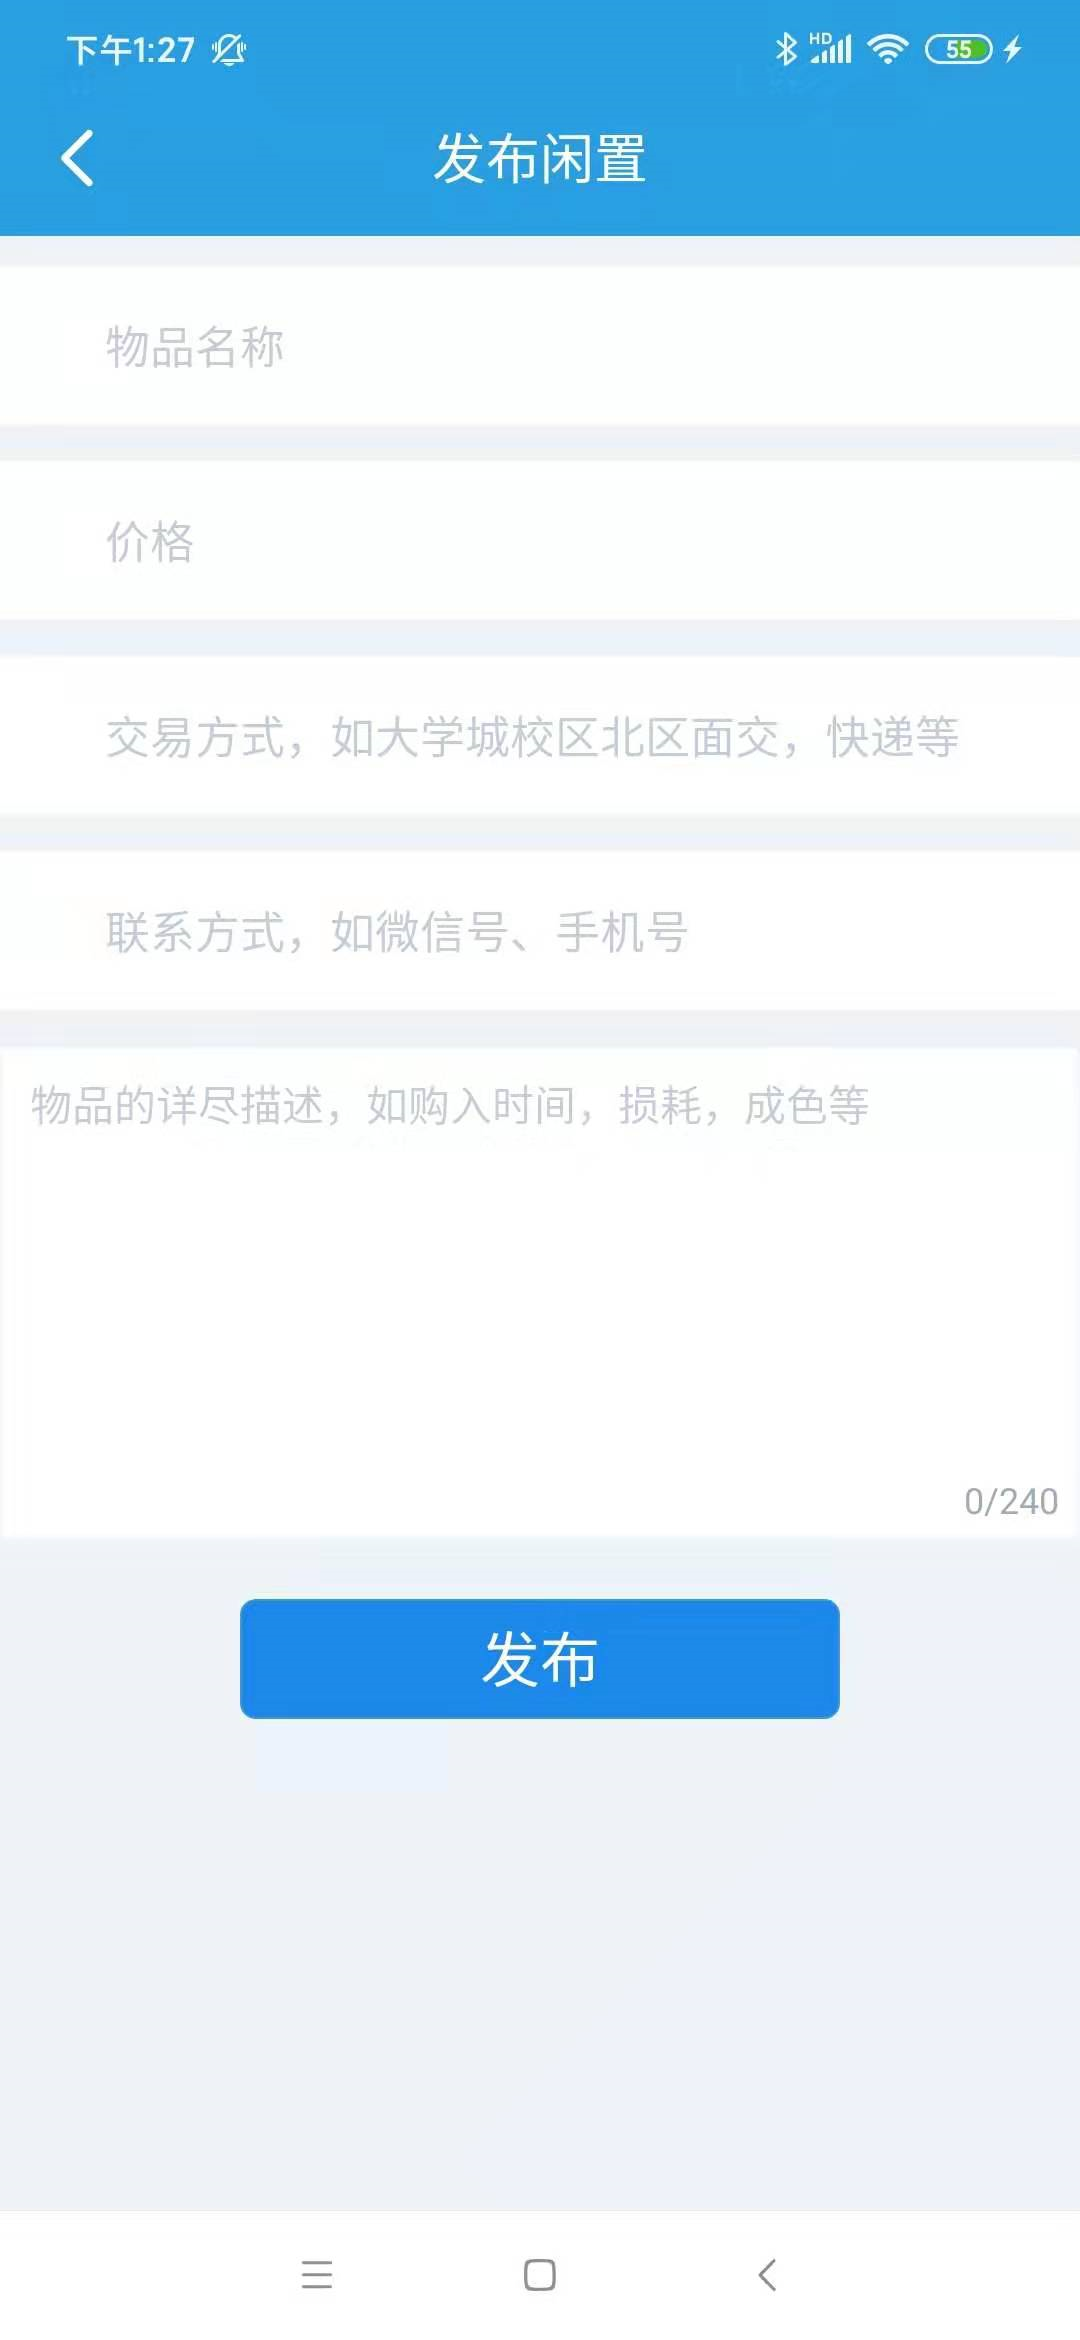 下午1:27 HD 55
发布闲置
物品名称
价格
交易方式，如大学城校区北区面交，快递等
联系方式，如微信号、手机号
物品的详尽描述，如购入时间，损耗，成色等
0/240
发布